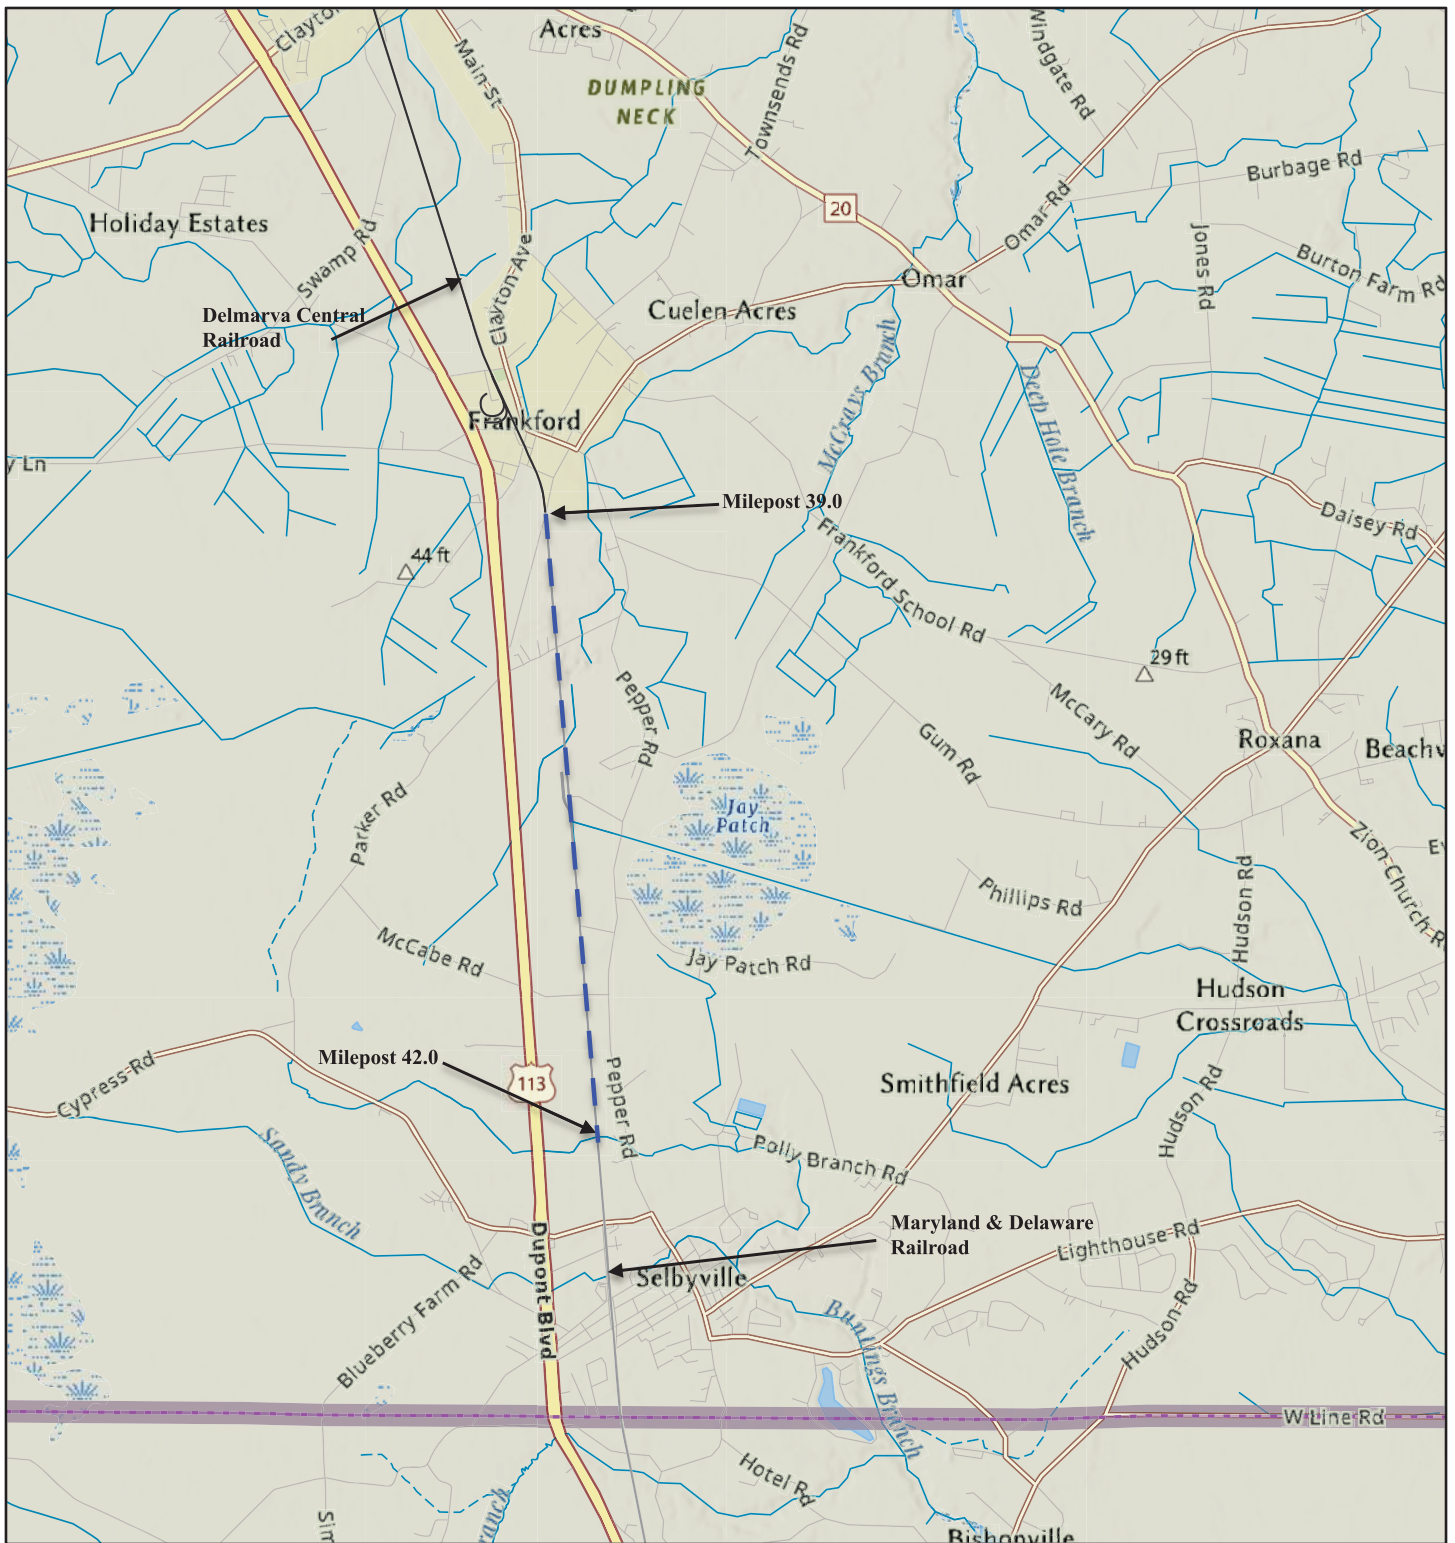 Clayto
Main St
Acres
DUMPLING
NECK
Townsends Rd
Windgate Rd
Burbage Rd
20
Holiday Estates
Swamp Rd
Clayton Ave
Omar Rd
Omar
Jones Rd
Burton Farm Rd
Delmarva Central
Railroad
Cuelen Acres
McCrays Branch
Deep Hole Branch
Frankford
y Ln
Milepost 39.0
Daisey Rd
44 ft
Frankford School Rd
29 ft
Pepper Rd
McCary Rd
Gum Rd
Roxana
Beachv
Parker Rd
Jay
Patch
Zion Church R
Ev
Phillips Rd
Hudson Rd
McCabe Rd
Jay Patch Rd
Hudson
Crossroads
Cypress Rd
Milepost 42.0
113
Pepper Rd
Smithfield Acres
Hudson Rd
Sandy Branch
Polly Branch Rd
Maryland & Delaware
Railroad
Lighthouse Rd
Dupont Blvd
Selbyville
Blueberry Farm Rd
Buntings Branch
Hudson Rd
W Line Rd
Hotel Rd
Sim
ranch
Bishopville